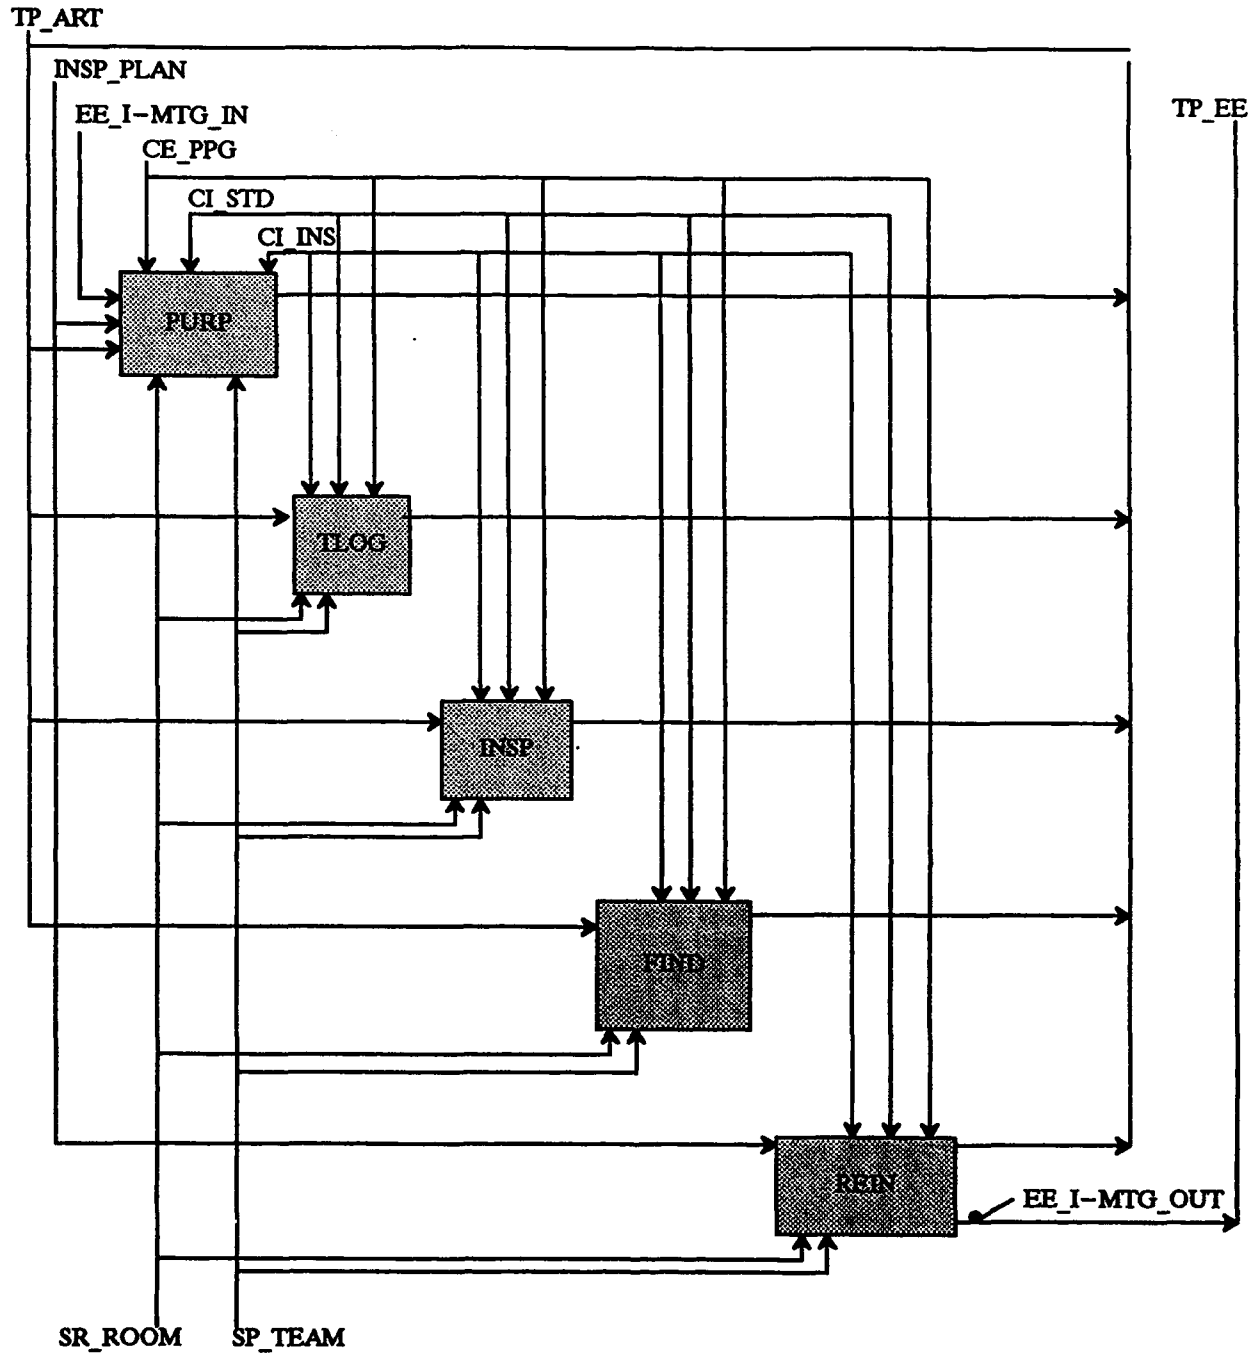 TP_ART
INSP_PLAN
TP_EE
EE_I-MTG_IN
CE_PPG
CI_STD
CI_INS
PURP
TLOG
INSP
FIND
REIN
EE_I-MTG_OUT
SR_ROOM
SP_TEAM